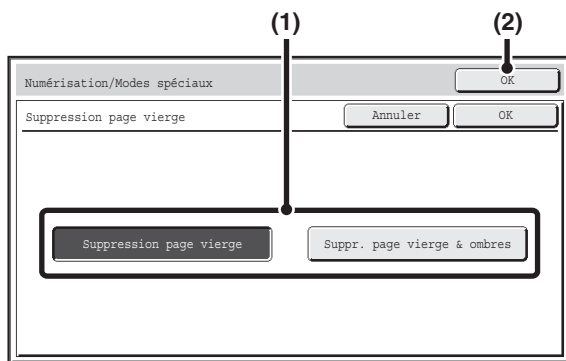 (1) (2)
Numérisation/Modes spéciaux OK
Suppression page vierge Annuler OK
Suppression page vierge Suppr. page vierge & ombres